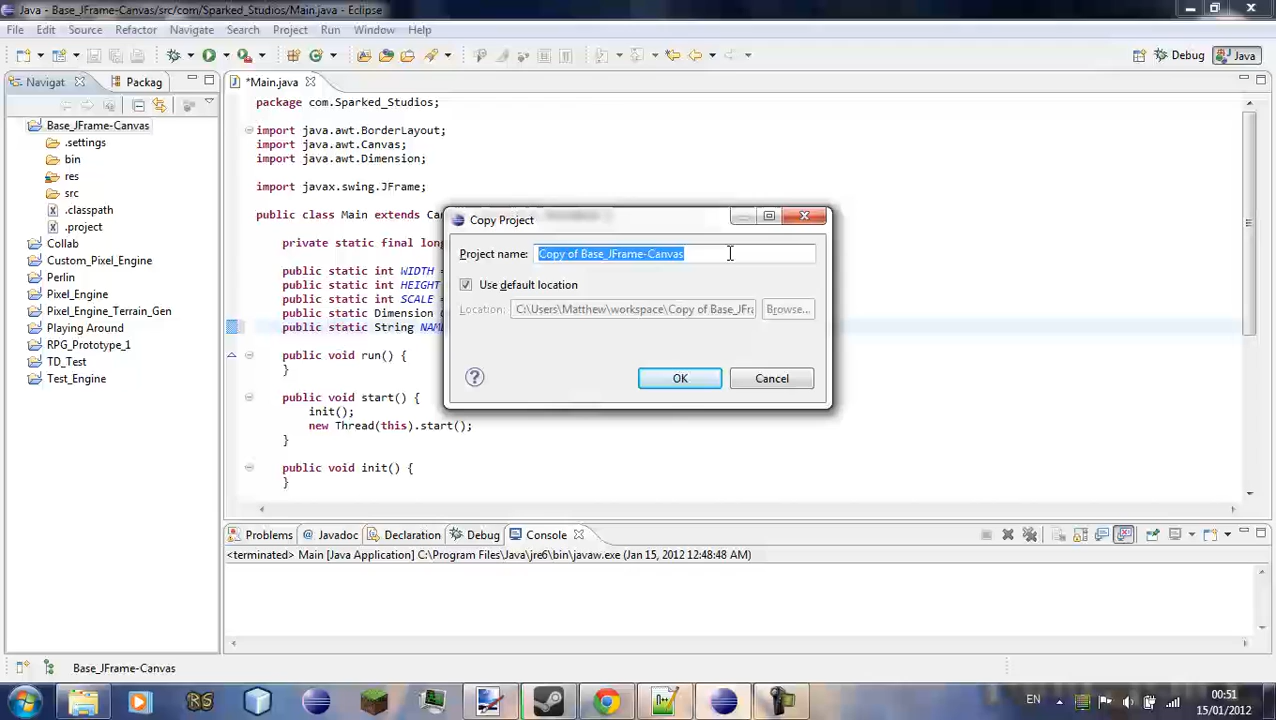 Java - Base_JFrame-Canvas/src/com/Sparked_Studios/Main.java - Eclipse
File Edit Source Refactor Navigate Search Project Run Window Help
Debug Java
Navigat Packag
*Main.java
Base_JFrame-Canvas
.settings
bin
res
src
.classpath
.project
Collab
Custom_Pixel_Engine
Perlin
Pixel_Engine
Pixel_Engine_Terrain_Gen
Playing Around
RPG_Prototype_1
TD_Test
Test_Engine
package com.Sparked_Studios;
import java.awt.BorderLayout;
import java.awt.Canvas;
import java.awt.Dimension;
import javax.swing.JFrame;
public class Main extends Ca
private static final lon
public static int WIDTH =
public static int HEIGHT
public static int SCALE =
public static Dimension
public static String NAM
public void run() {
}
public void start() {
init();
new Thread(this).start();
}
public void init() {
}
Copy Project
Project name: Copy of Base_JFrame-Canvas
Use default location
Location: C:\Users\Matthew\workspace\Copy of Base_JFra Browse...
? OK Cancel
Problems @ Javadoc Declaration Debug Console
<terminated> Main [Java Application] C:\Program Files\Java\jre6\bin\javaw.exe (Jan 15, 2012 12:48:48 AM)
Base_JFrame-Canvas
EN
00:51
15/01/2012